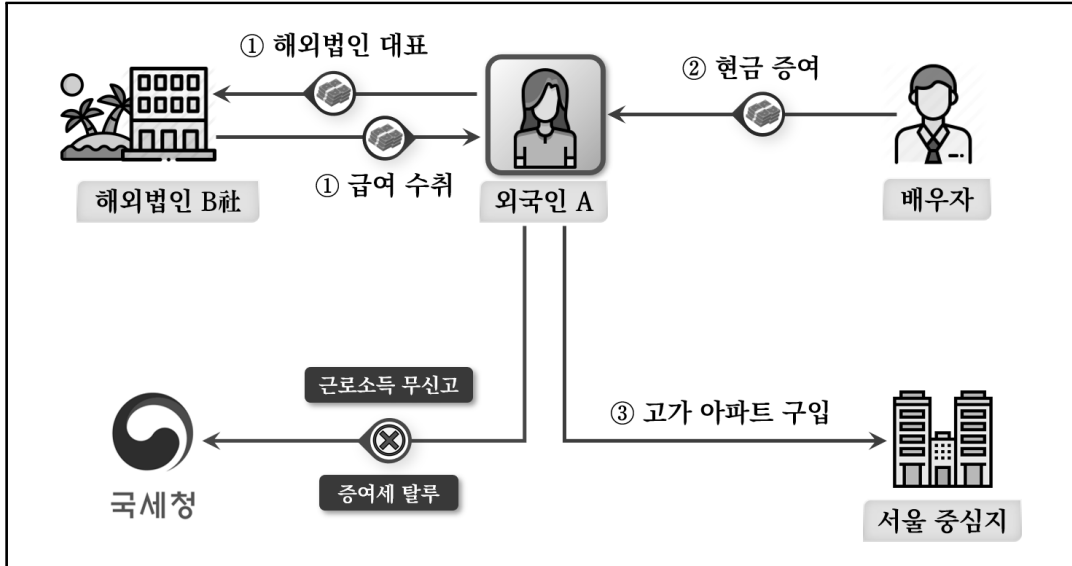 ① 해외법인 대표
② 현금 증여
① 급여 수취
해외법인 B社
외국인 A
배우자
근로소득 무신고
③ 고가 아파트 구입
증여세 탈루
국세청
서울 중심지